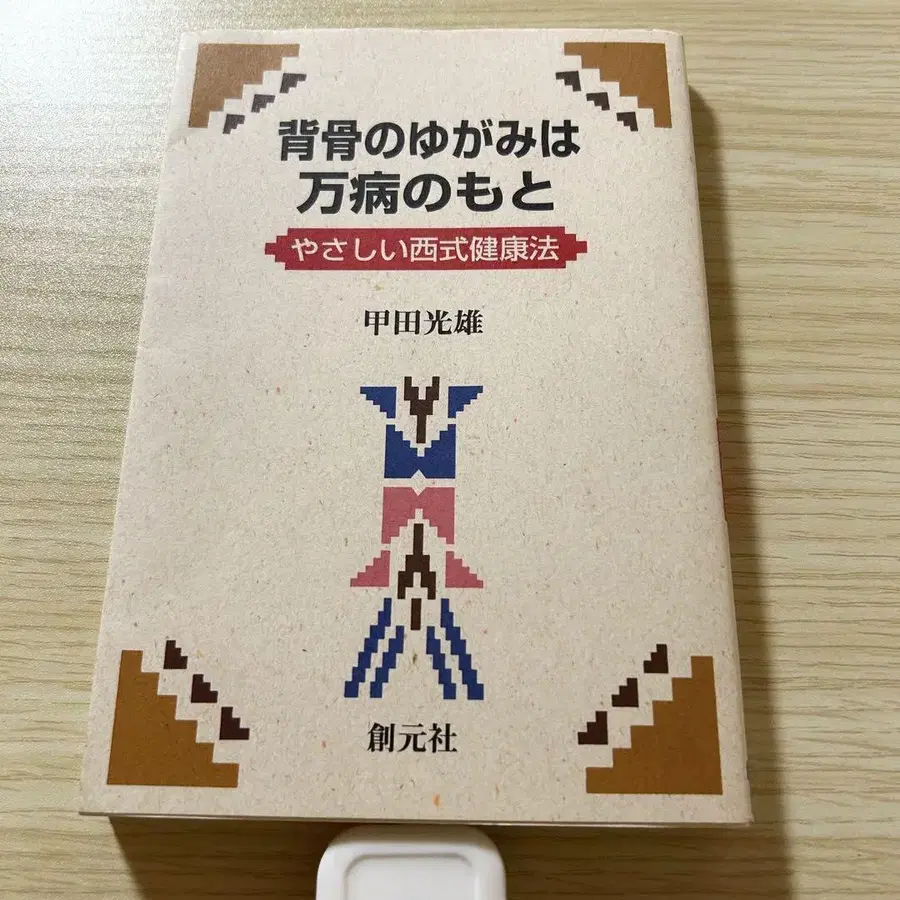 背骨のゆがみは
万病のもと
やさしい西式健康法
甲田光雄
創元社